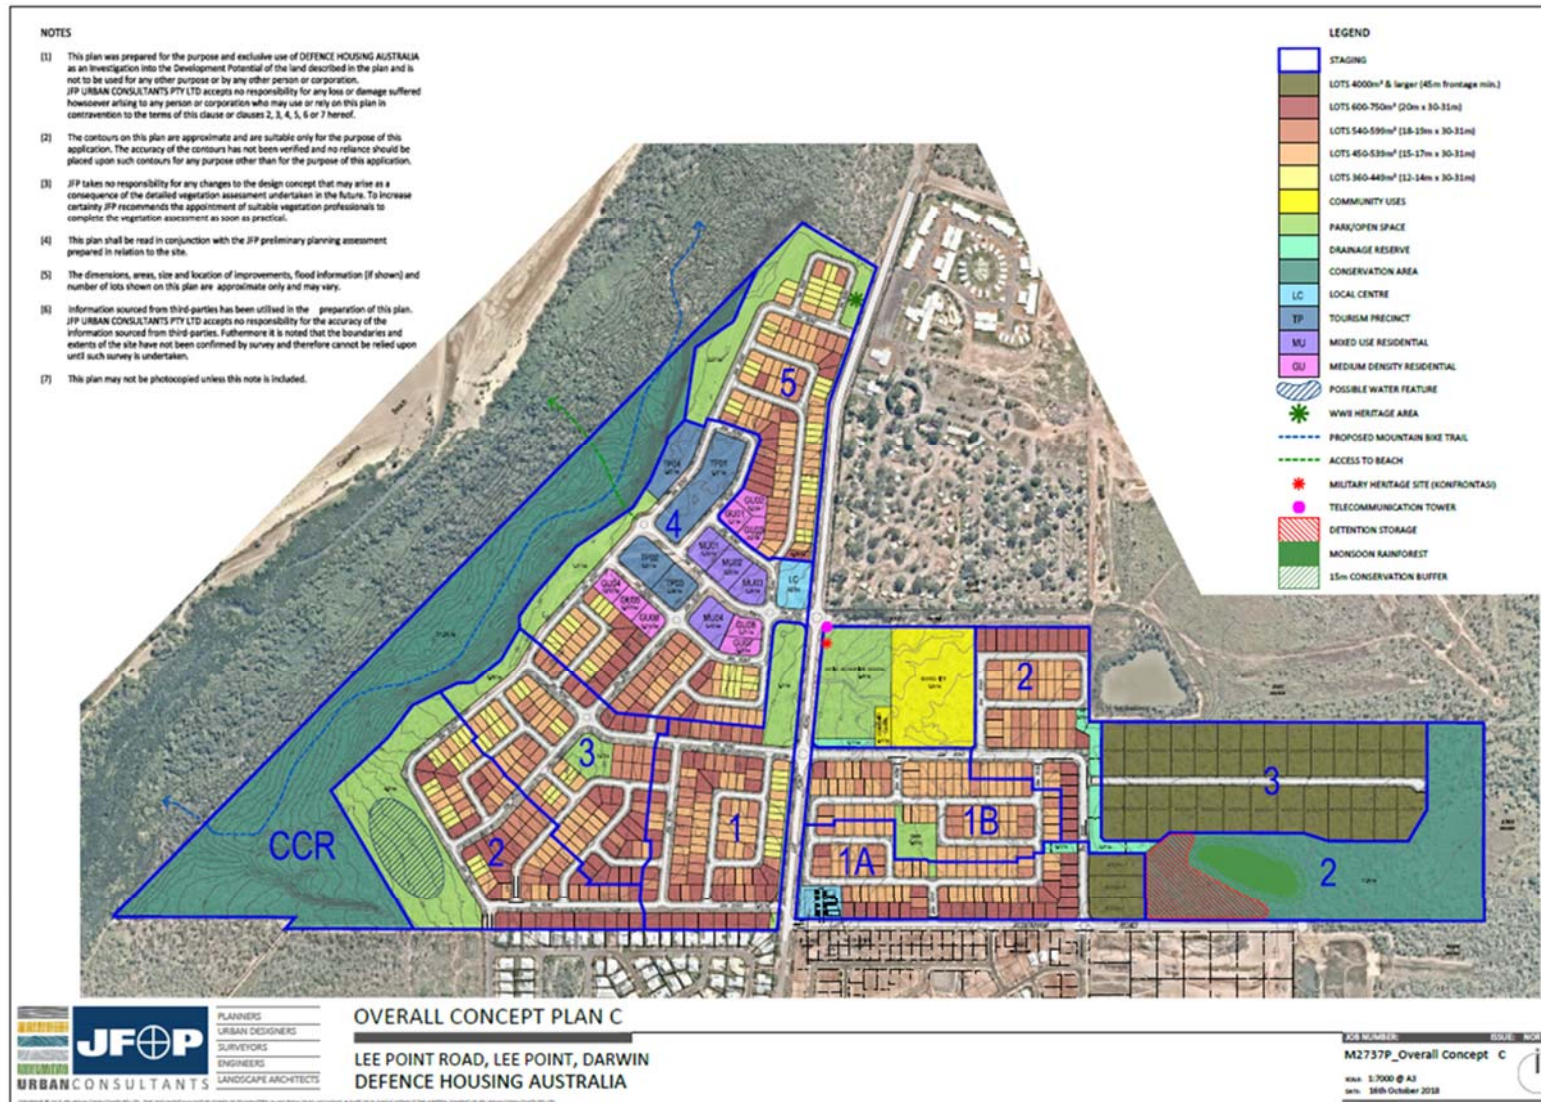 NOTES
[1] This plan was prepared for the purpose and exclusive use of DEFENCE HOUSING AUSTRALIA
as an Investigation into the Development Potential of the land described in the plan and is
not to be used for any other purpose or by any other person or corporation.
JFP URBAN CONSULTANTS PTY LTD accepts no responsibility for any loss or damage suffered
howsoever arising to any person or corporation who may use or rely on this plan in
contravention to the terms of this clause or clauses 2, 3, 4, 5, 6 or 7 hereof.
[2] The contours on this plan are approximate and are suitable only for the purpose of this
application. The accuracy of the contours has not been verified and no reliance should be
placed upon such contours for any purpose other than for the purpose of this application.
[3] JFP takes no responsibility for any changes to the design concept that may arise as a
consequence of the detailed vegetation assessment undertaken in the future. To increase
certainty JFP recommends the appointment of suitable vegetation professionals to
complete the vegetation assessment as soon as practical.
[4] This plan shall be read in conjunction with the JFP preliminary planning assessment
prepared in relation to the site.
[5] The dimensions, areas, size and location of improvements, flood information (if shown) and
number of lots shown on this plan are approximate only and may vary.
[6] Information sourced from third-parties has been utilised in the preparation of this plan.
JFP URBAN CONSULTANTS PTY LTD accepts no responsibility for the accuracy of the
information sourced from third-parties. Futhermore it is noted that the boundaries and
extents of the site have not been confirmed by survey and therefore cannot be relied upon
until such survey is undertaken.
[7] This plan may not be photocopied unless this note is included.
LEGEND
STAGING
LOTS 4000m² & larger (45m frontage min.)
LOTS 600-750m² (20m x 30-31m)
LOTS 540-599m² (18-19m x 30-31m)
LOTS 450-539m² (15-17m x 30-31m)
LOTS 360-449m² (12-14m x 30-31m)
COMMUNITY USES
PARK/OPEN SPACE
DRAINAGE RESERVE
CONSERVATION AREA
LC LOCAL CENTRE
TP TOURISM PRECINCT
MU MIXED USE RESIDENTIAL
GU MEDIUM DENSITY RESIDENTIAL
POSSIBLE WATER FEATURE
WWII HERITAGE AREA
PROPOSED MOUNTAIN BIKE TRAIL
ACCESS TO BEACH
MILITARY HERITAGE SITE (KONFRONTASI)
TELECOMMUNICATION TOWER
DETENTION STORAGE
MONSOON RAINFOREST
15m CONSERVATION BUFFER
Beach
5
TP04
TP01
GU02
GU01
GU03
4
MU01
MU02
MU03
TP02
TP03
LC
GU04
GU05
GU06
MU04
2
3
3
1
1B
1A
2
2
CCR
JFP
URBAN CONSULTANTS
PLANNERS
URBAN DESIGNERS
SURVEYORS
ENGINEERS
LANDSCAPE ARCHITECTS
OVERALL CONCEPT PLAN C
LEE POINT ROAD, LEE POINT, DARWIN
DEFENCE HOUSING AUSTRALIA
JOB NUMBER:
ISSUE:
M2737P_Overall Concept C
SCALE: 1:7000 @ A3
DATE: 16th October 2018